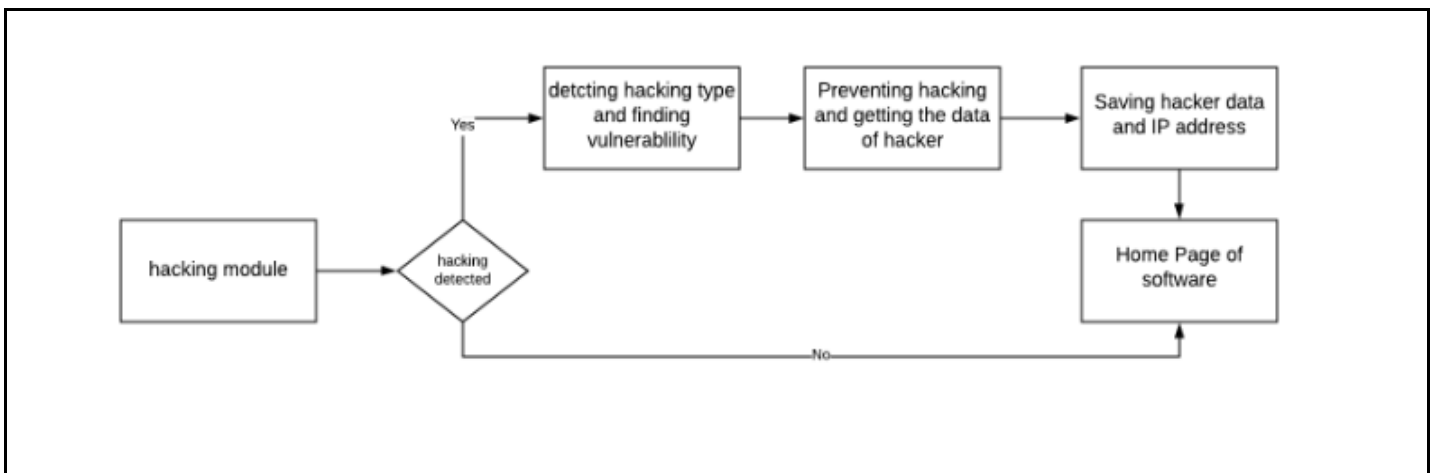 detcting hacking type
and finding
vulnerablility
Preventing hacking
and getting the data
of hacker
Saving hacker data
and IP address
Yes
hacking module
hacking
detected
Home Page of
software
No